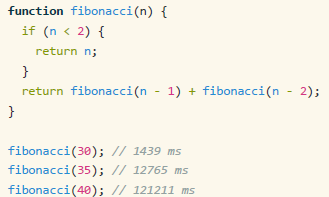 function fibonacci(n) {
  if (n < 2) {
    return n;
  }
  return fibonacci(n - 1) + fibonacci(n - 2);
}

fibonacci(30); // 1439 ms
fibonacci(35); // 12765 ms
fibonacci(40); // 121211 ms